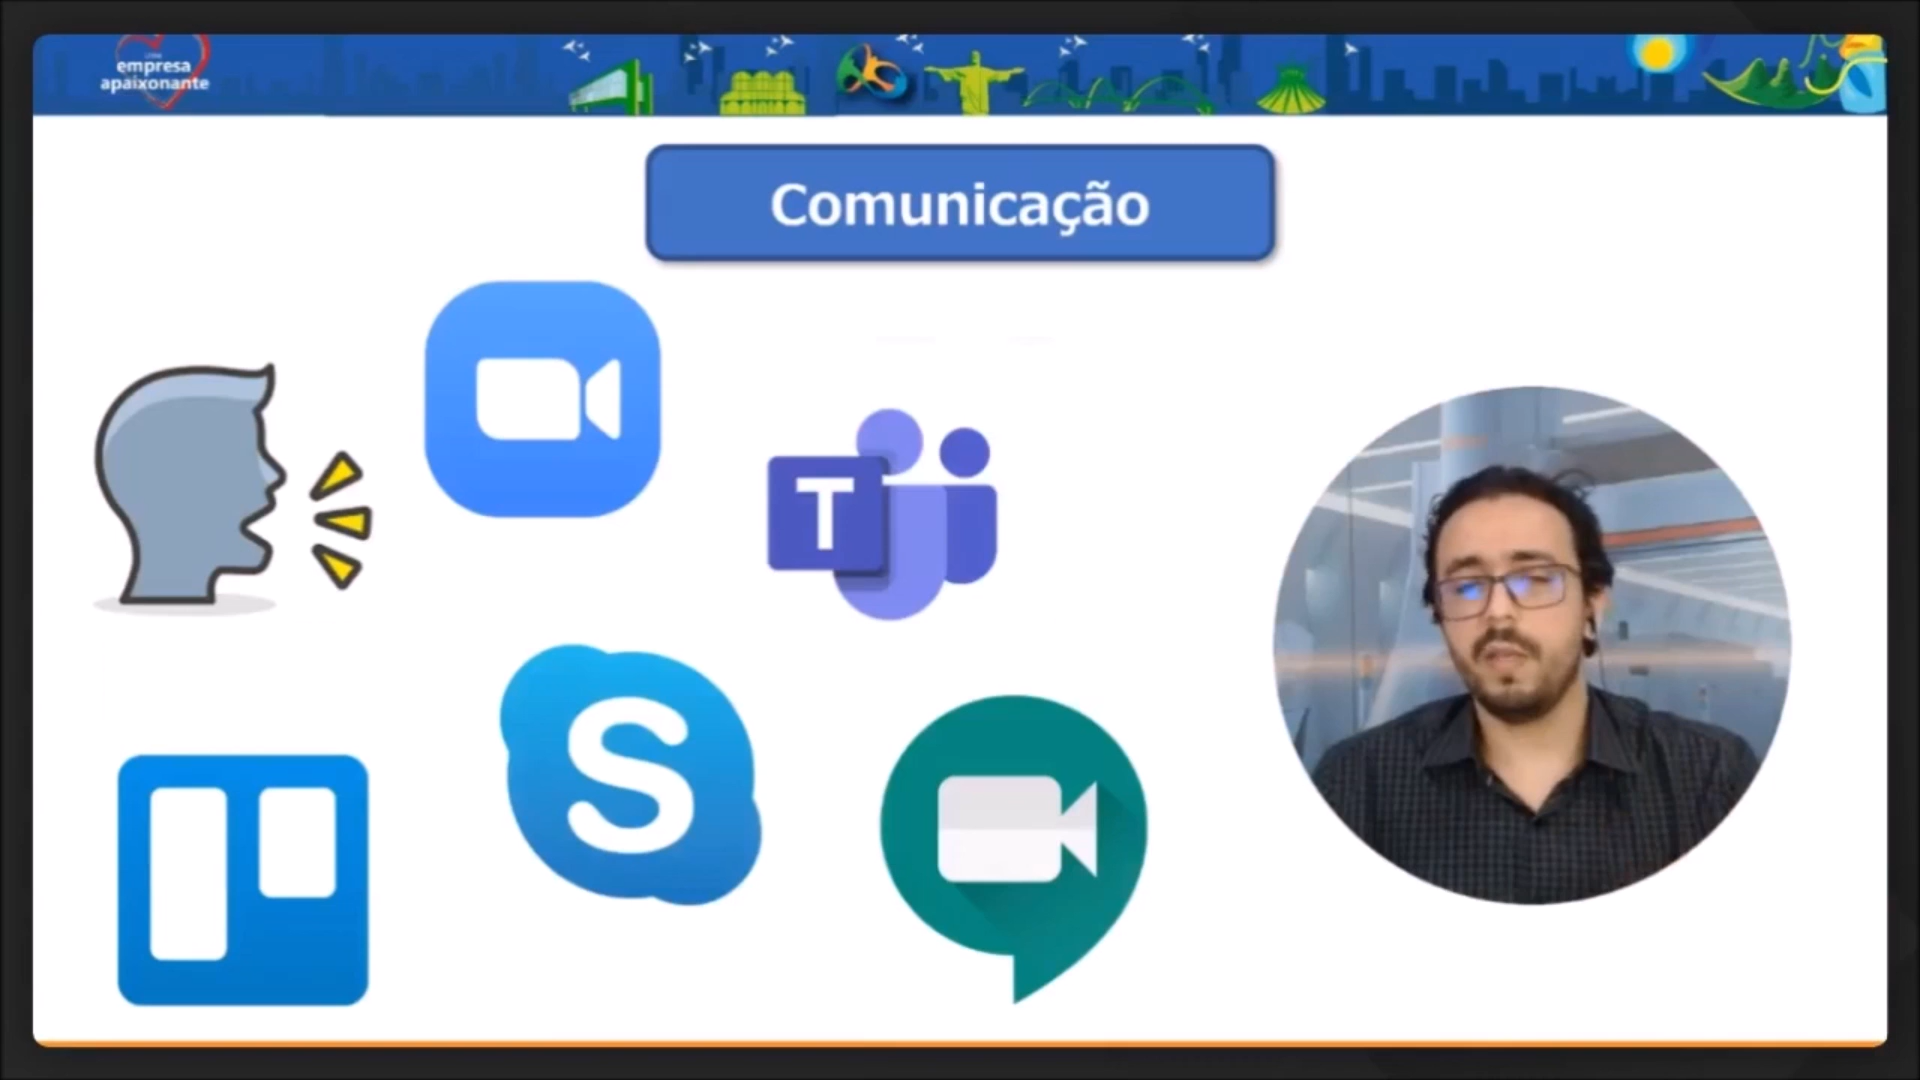 empresa
apaixonante
Comunicação
T
S